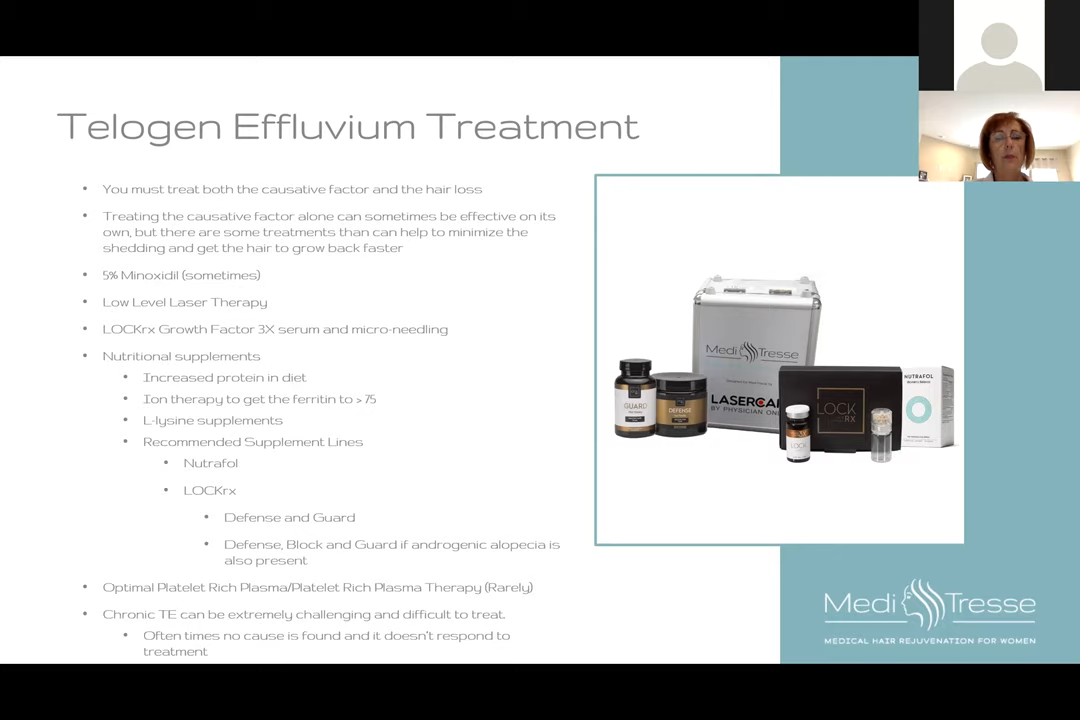 Telogen Effluvium Treatment
• You must treat both the causative factor and the hair loss
• Treating the causative factor alone can sometimes be effective on its
own, but there are some treatments than can help to minimize the
shedding and get the hair to grow back faster
• 5% Minoxidil (sometimes)
• Low Level Laser Therapy
• LOCKrx Growth Factor 3X serum and micro-needling
• Nutritional supplements
• Increased protein in diet
• Ion therapy to get the ferritin to > 75
• L-lysine supplements
• Recommended Supplement Lines
• Nutrafol
• LOCKrx
• Defense and Guard
• Defense, Block and Guard if androgenic alopecia is
also present
• Optimal Platelet Rich Plasma/Platelet Rich Plasma Therapy (Rarely)
• Chronic TE can be extremely challenging and difficult to treat.
• Often times no cause is found and it doesn't respond to
treatment
Medi Tresse
LASERCAP
BY PHYSICIAN ONL
GUARD
DEFENSE
LOCK
RX
LOCK
NUTRAFOL
Medi Tresse
MEDICAL HAIR REJUVENATION FOR WOMEN